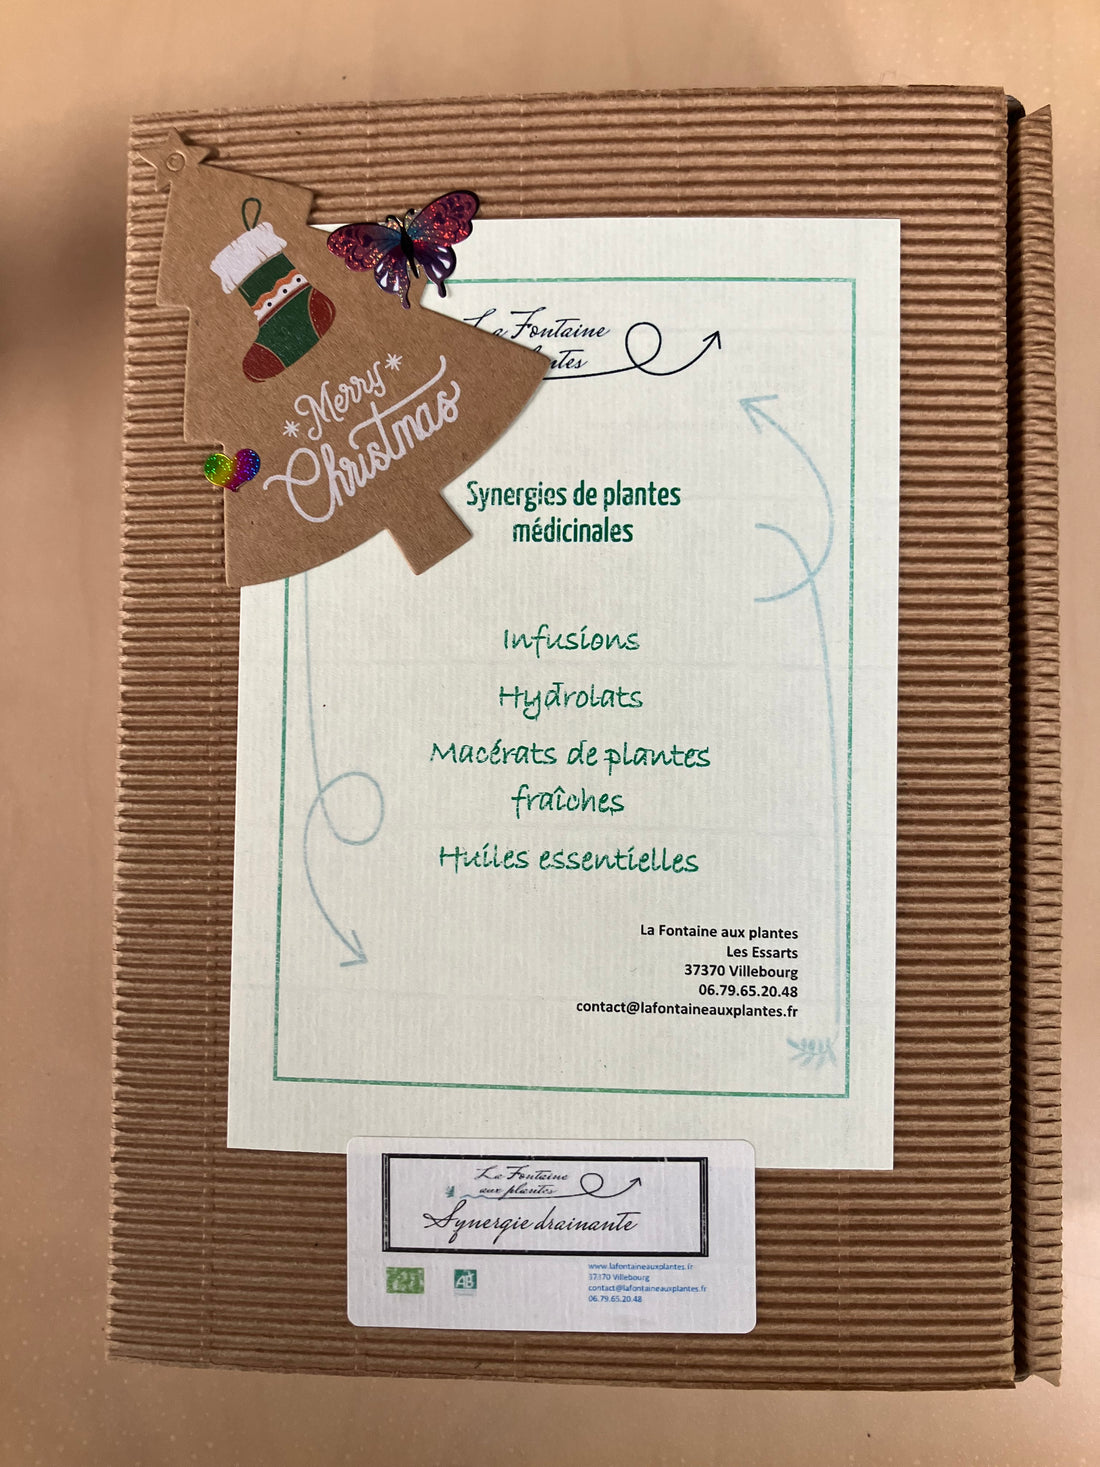 Merry
Christmas
La Fontaine
plantes
Synergies de plantes
médicinales
Infusions
Hydrolats
Macérats de plantes
fraîches
Huiles essentielles
La Fontaine aux plantes
Les Essarts
37370 Villebourg
06.79.65.20.48
contact@lafontaineauxplantes.fr
La Fontaine
aux plantes
Synergie drainante
AB
www.lafontaineauxplantes.fr
37370 Villebourg
contact@lafontaineauxplantes.fr
06.79.65.20.48